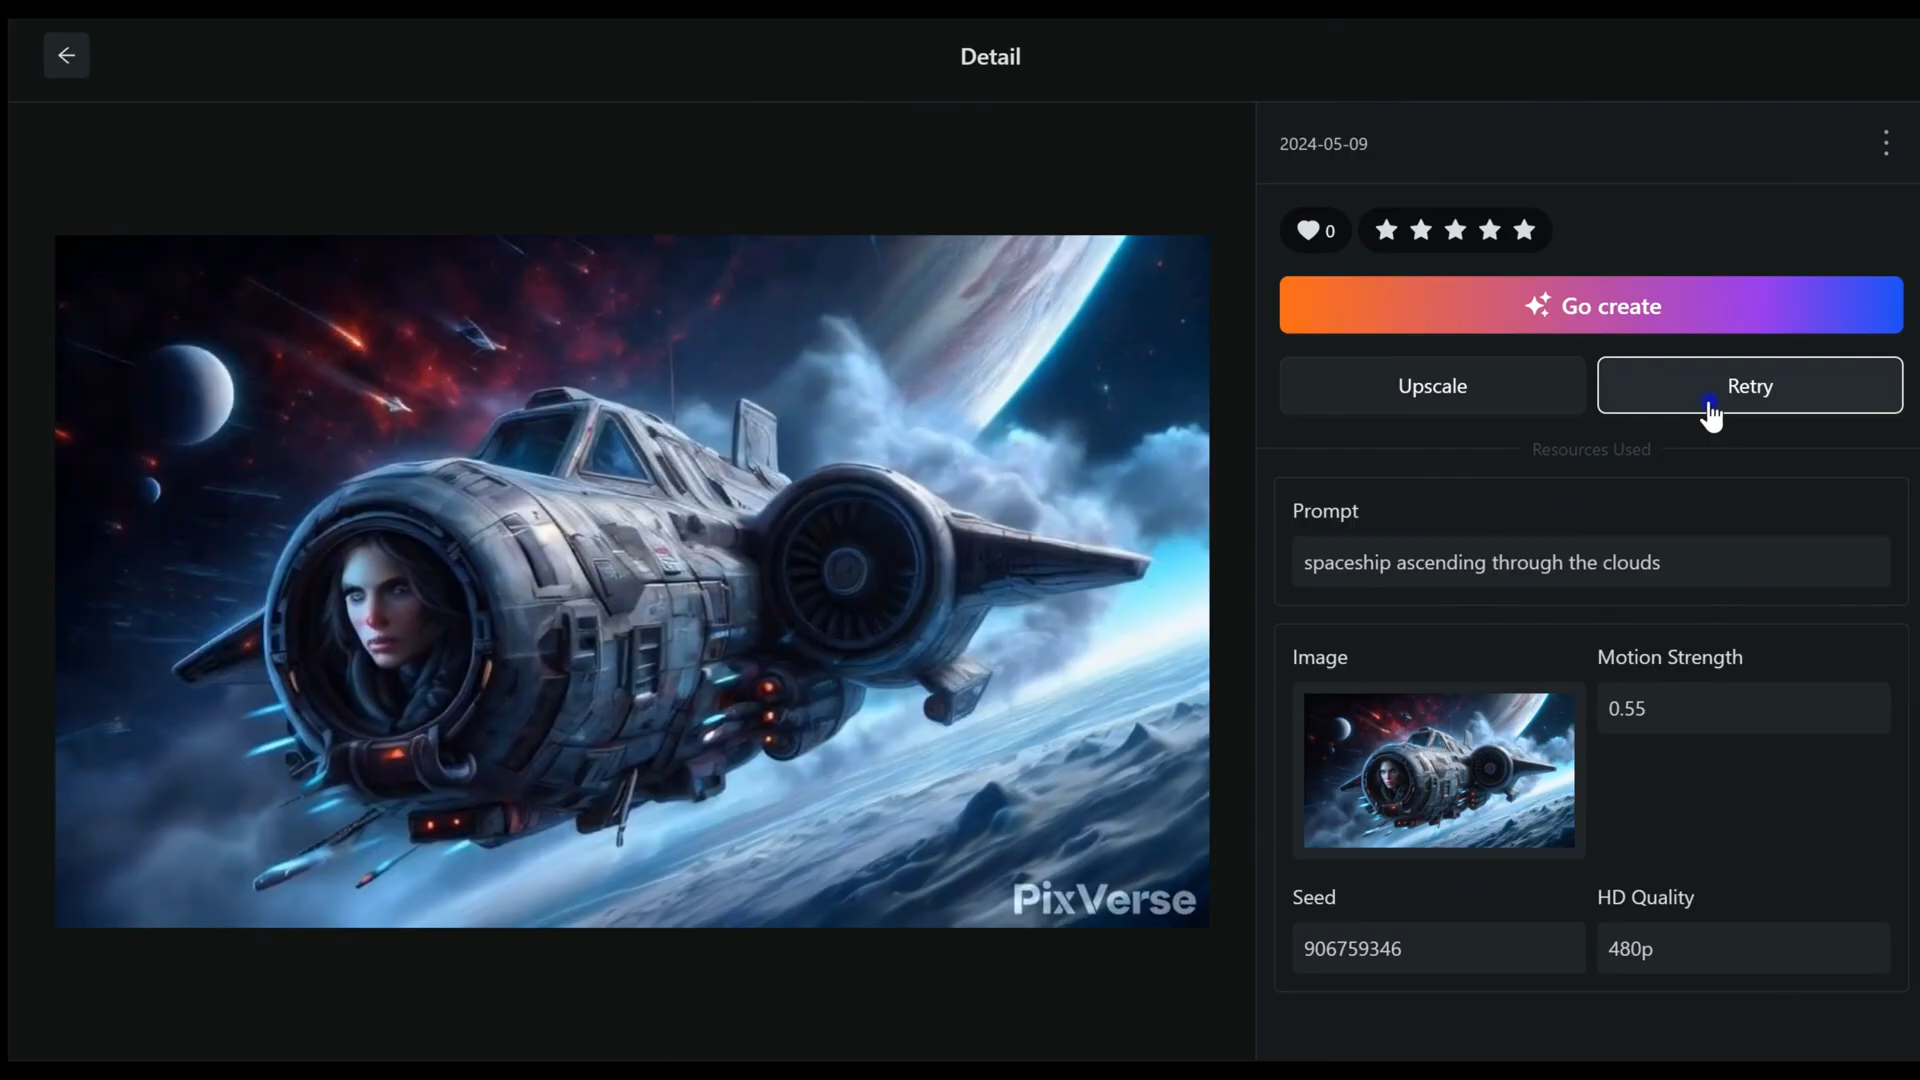 Detail
2024-05-09
0
Go create
Upscale
Retry
Resources Used
Prompt
spaceship ascending through the clouds
Image
Motion Strength
0.55
Seed
HD Quality
906759346
480p
PixVerse